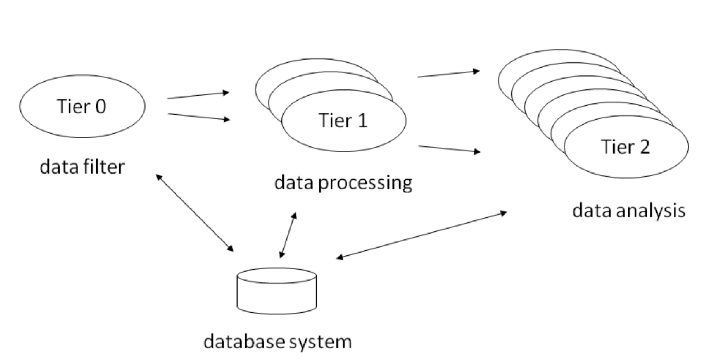 Tier 0
data filter
Tier 1
data processing
Tier 2
data analysis
database system